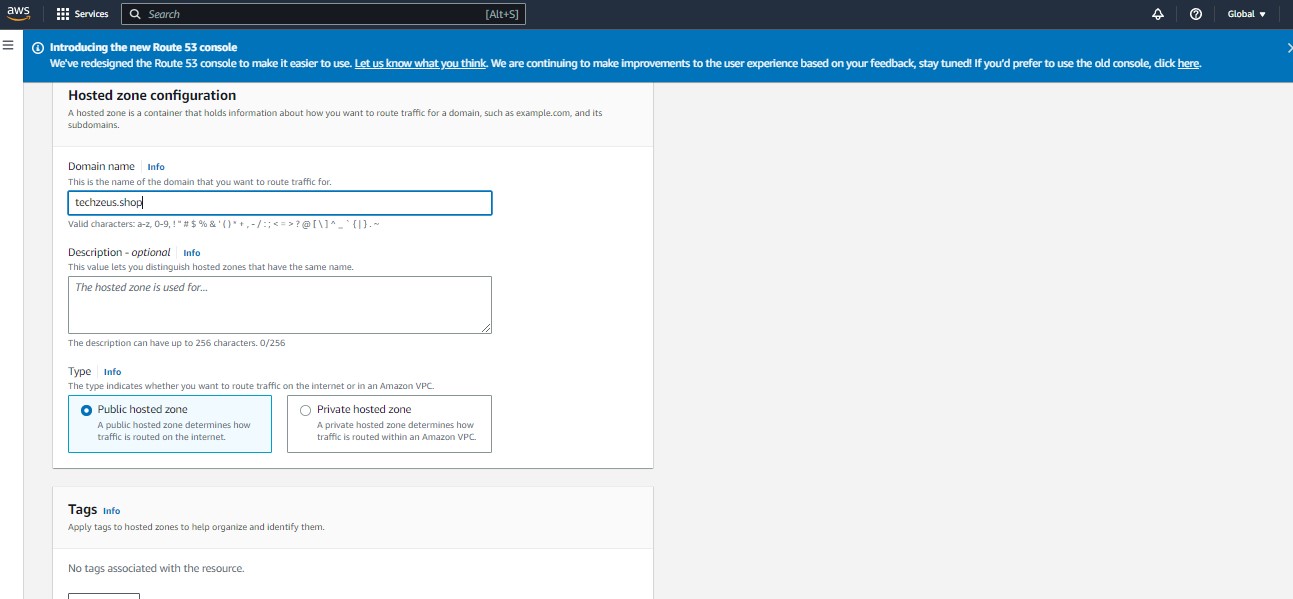 aws Services Search [Alt+S] Global
Introducing the new Route 53 console
We've redesigned the Route 53 console to make it easier to use. Let us know what you think. We are continuing to make improvements to the user experience based on your feedback, stay tuned! If you'd prefer to use the old console, click here.
Hosted zone configuration
A hosted zone is a container that holds information about how you want to route traffic for a domain, such as example.com, and its
subdomains.
Domain name Info
This is the name of the domain that you want to route traffic for.
techzeus.shop
Valid characters: a-z, 0-9, ! " # $ % & ' ( ) * + , - / : ; < = > ? @ [ \ ] ^ _ ` { | } . ~
Description - optional Info
This value lets you distinguish hosted zones that have the same name.
The hosted zone is used for...
The description can have up to 256 characters. 0/256
Type Info
The type indicates whether you want to route traffic on the internet or in an Amazon VPC.
Public hosted zone
A public hosted zone determines how
traffic is routed on the internet.
Private hosted zone
A private hosted zone determines how
traffic is routed within an Amazon VPC.
Tags Info
Apply tags to hosted zones to help organize and identify them.
No tags associated with the resource.